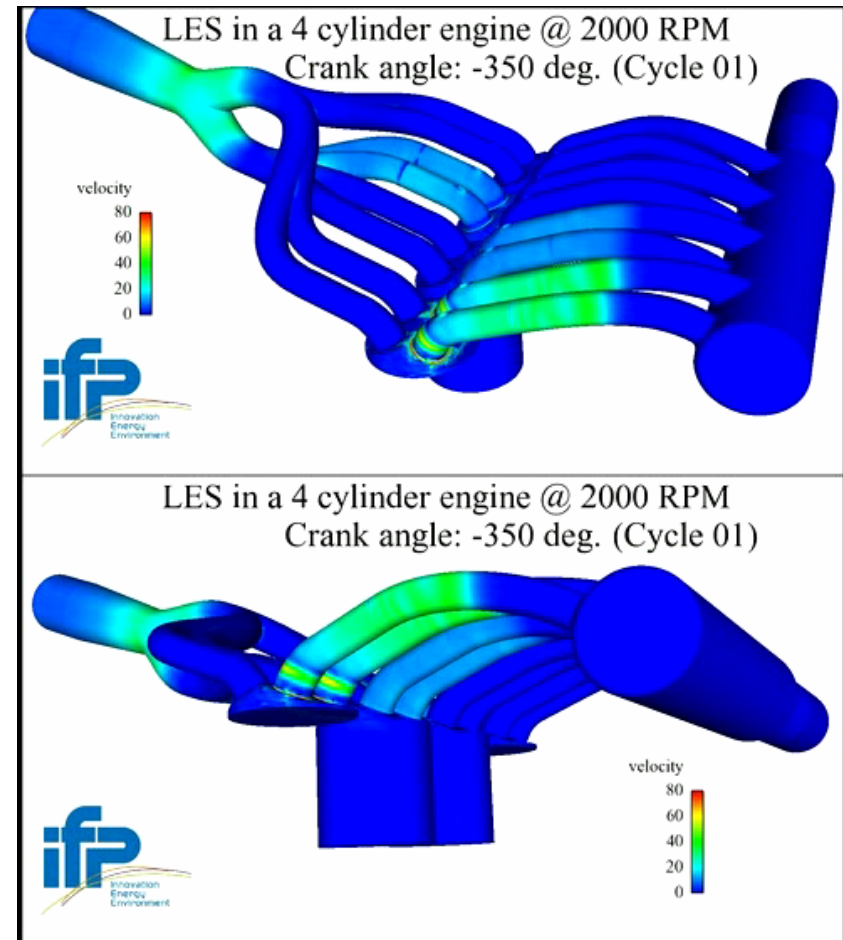 LES in a 4 cylinder engine @ 2000 RPM
Crank angle: -350 deg. (Cycle 01)
velocity
80
60
40
20
0
ifp
Innovation
Energy
Environment
LES in a 4 cylinder engine @ 2000 RPM
Crank angle: -350 deg. (Cycle 01)
velocity
80
60
40
20
0
ifp
Innovation
Energy
Environment